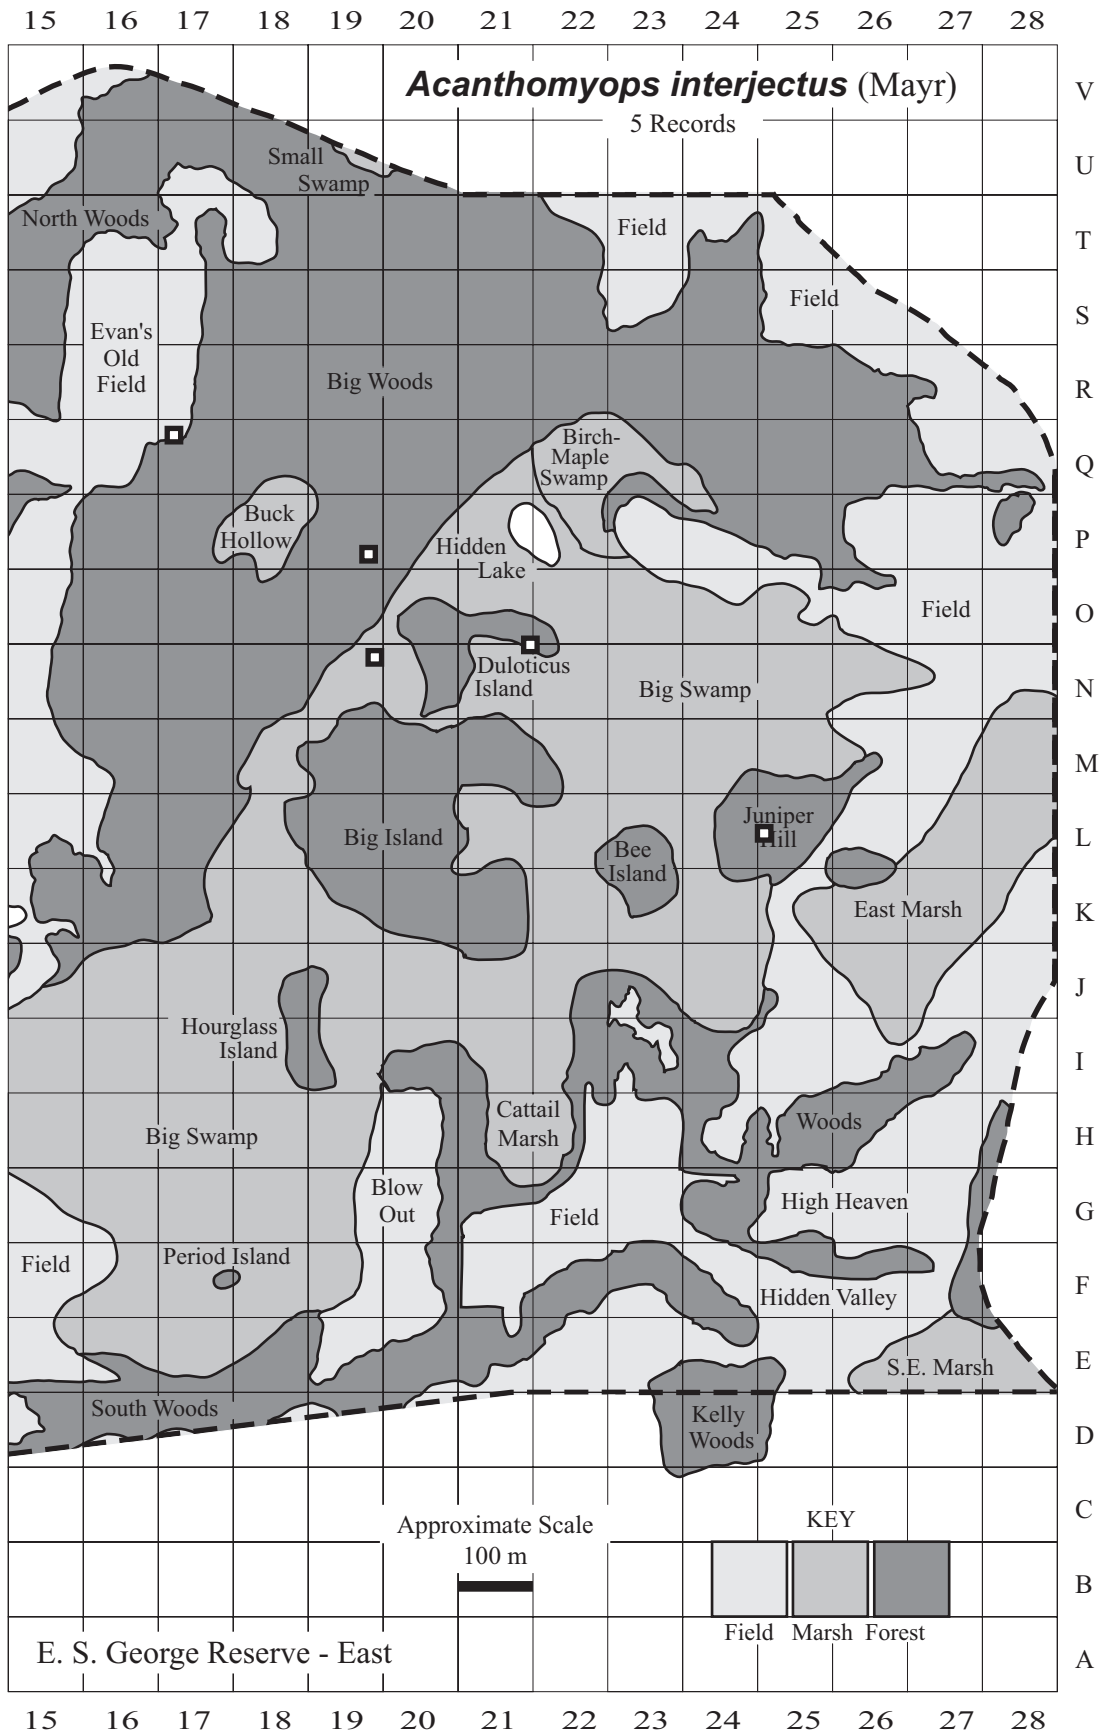 15 16 17 18 19 20 21 22 23 24 25 26 27 28
Acanthomyops interjectus (Mayr)
5 Records
V
U
T
S
R
Q
P
O
N
M
L
K
J
I
H
G
F
E
D
C
B
A
Small
Swamp
North Woods
Field
Field
Evan's
Old
Field
Big Woods
Birch-
Maple
Swamp
Buck
Hollow
Hidden
Lake
Field
Duloticus
Island
Big Swamp
Juniper
Hill
Big Island
Bee
Island
East Marsh
Hourglass
Island
Cattail
Marsh
Woods
Big Swamp
Blow
Out
High Heaven
Field
Field
Period Island
Hidden Valley
S.E. Marsh
South Woods
Kelly
Woods
Approximate Scale
100 m
KEY
Field Marsh Forest
E. S. George Reserve - East
15 16 17 18 19 20 21 22 23 24 25 26 27 28